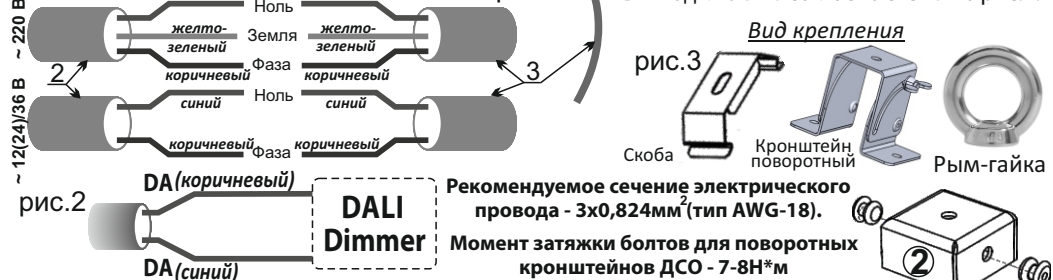 ~ 220 В
Ноль
желто-
зеленый
Земля
желто-
зеленый
Фаза
коричневый
коричневый
2
3
~ 12(24)/36 В
синий
Ноль
синий
коричневый
Фаза
коричневый
рис.2
DA(коричневый)
DALI
Dimmer
DA(синий)
Вид крепления
рис.3
Скоба
Кронштейн
поворотный
Рым-гайка
Рекомендуемое сечение электрического
провода - 3х0,824мм²(тип AWG-18).
Момент затяжки болтов для поворотных
кронштейнов ДСО - 7-8Н*м
2